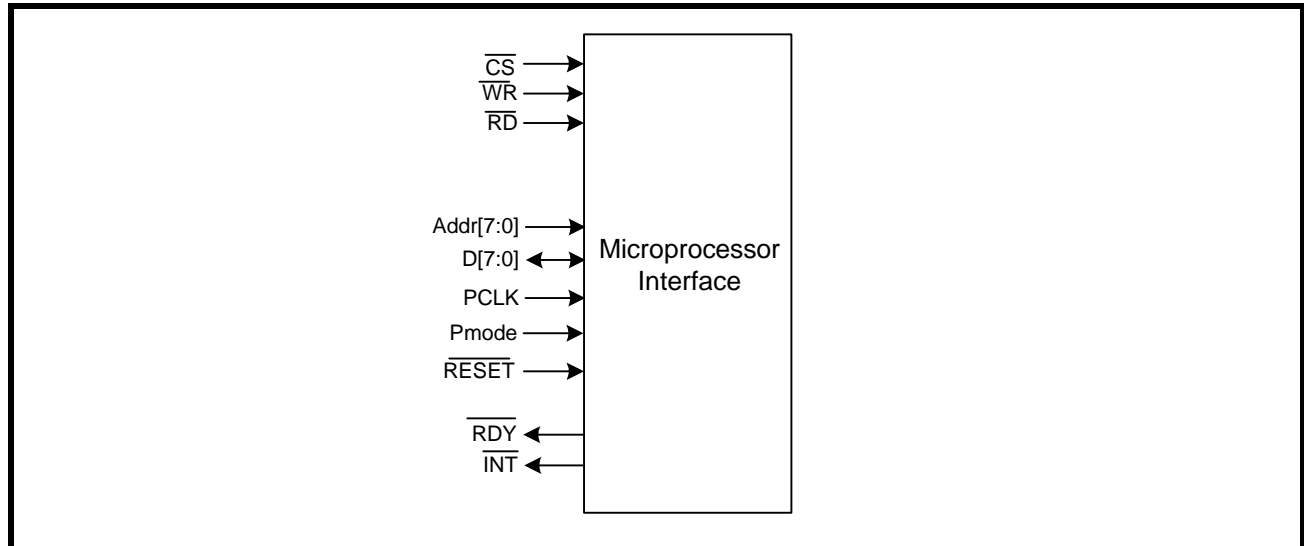 CS
WR
RD
Addr[7:0]
D[7:0]
PCLK
Pmode
RESET
RDY
INT
Microprocessor
Interface